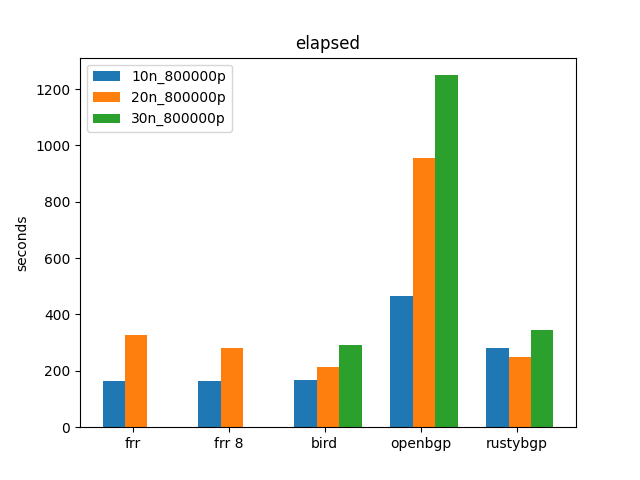 elapsed
10n_800000p
20n_800000p
30n_800000p
seconds
1200
1000
800
600
400
200
0
frr
frr 8
bird
openbgp
rustybgp